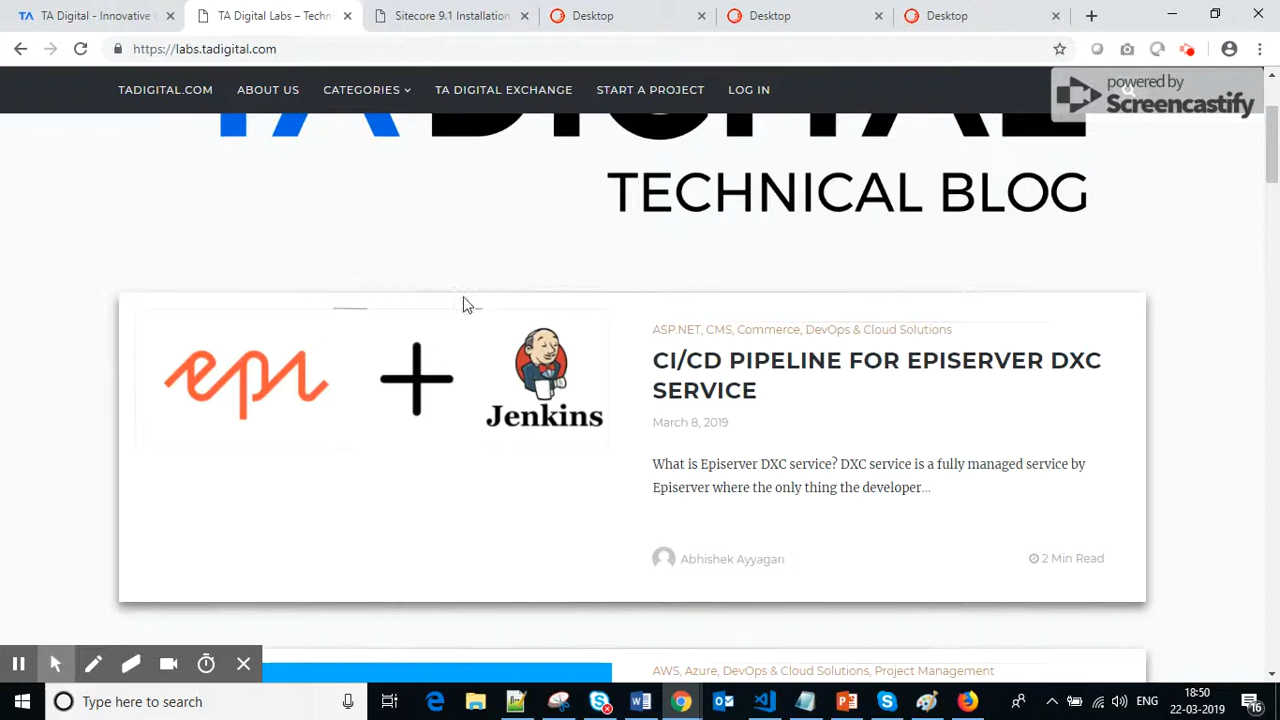 TA Digital - Innovative
TA Digital Labs – Techn
Sitecore 9.1 Installation
Desktop
Desktop
Desktop
https://labs.tadigital.com
TADIGITAL.COM
ABOUT US
CATEGORIES
TA DIGITAL EXCHANGE
START A PROJECT
LOG IN
powered by
Screencastify
TA DIGITAL
TECHNICAL BLOG
epi + Jenkins
ASP.NET, CMS, Commerce, DevOps & Cloud Solutions
CI/CD PIPELINE FOR EPISERVER DXC
SERVICE
March 8, 2019
What is Episerver DXC service? DXC service is a fully managed service by
Episerver where the only thing the developer...
Abhishek Ayyagari
2 Min Read
AWS, Azure, DevOps & Cloud Solutions, Project Management
Type here to search
ENG
18:50
22-03-2019
16